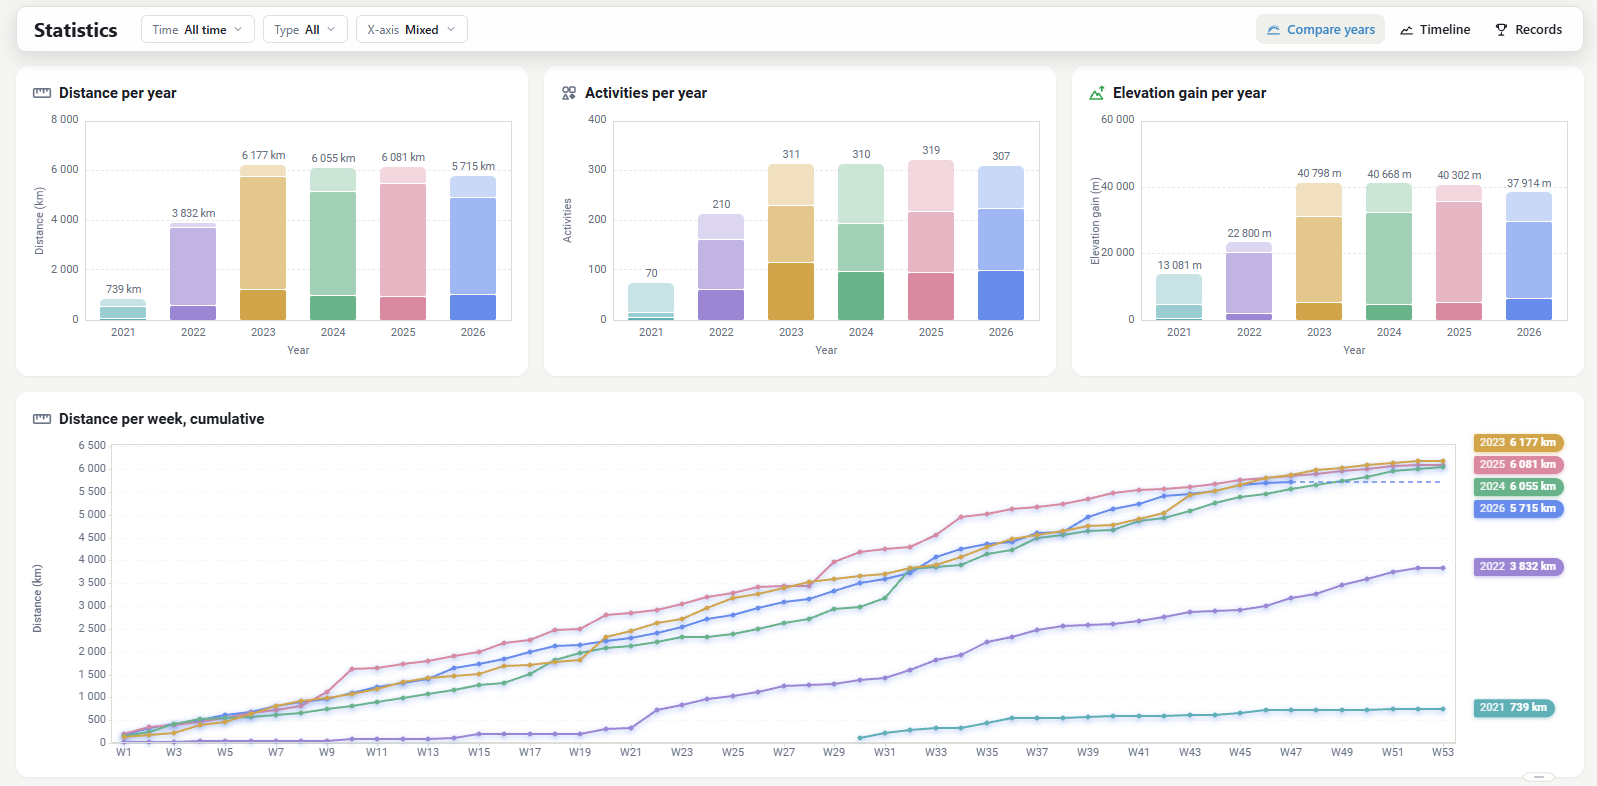 Statistics
Time All time
Type All
X-axis Mixed
Compare years
Timeline
Records
Distance per year
8 000
6 000
4 000
2 000
0
Distance (km)
739 km
3 832 km
6 177 km
6 055 km
6 081 km
5 715 km
2021 2022 2023 2024 2025 2026
Year
Activities per year
400
300
200
100
0
Activities
70
210
311
310
319
307
2021 2022 2023 2024 2025 2026
Year
Elevation gain per year
60 000
40 000
20 000
0
Elevation gain (m)
13 081 m
22 800 m
40 798 m
40 668 m
40 302 m
37 914 m
2021 2022 2023 2024 2025 2026
Year
Distance per week, cumulative
6 500
6 000
5 500
5 000
4 500
4 000
3 500
3 000
2 500
2 000
1 500
1 000
500
0
Distance (km)
W1 W3 W5 W7 W9 W11 W13 W15 W17 W19 W21 W23 W25 W27 W29 W31 W33 W35 W37 W39 W41 W43 W45 W47 W49 W51 W53
2023 6 177 km
2025 6 081 km
2024 6 055 km
2026 5 715 km
2022 3 832 km
2021 739 km